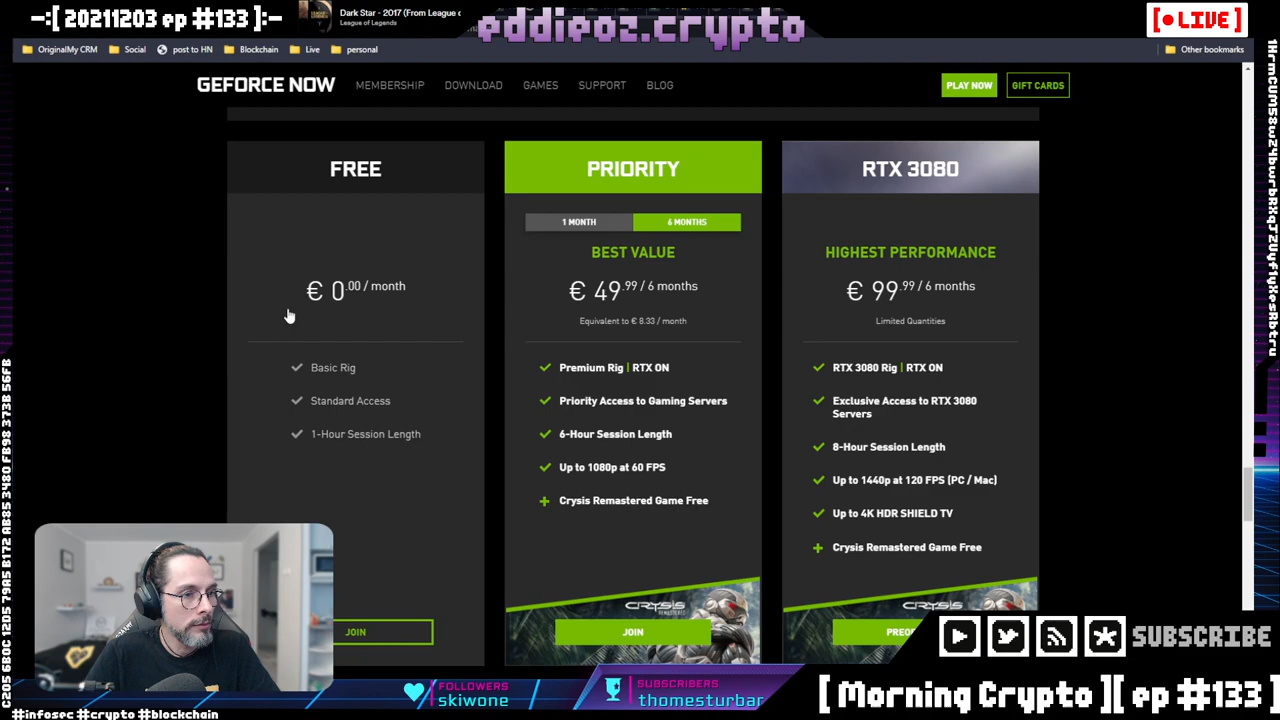 -:[ 20211203 ep #133 ]:-
Dark Star - 2017 (From League o
League of Legends
eddieoz.crypto
[•LIVE]
OriginalMy CRM
Social
post to HN
Blockchain
Live
personal
Other bookmarks
GEFORCE NOW
MEMBERSHIP
DOWNLOAD
GAMES
SUPPORT
BLOG
PLAY NOW
GIFT CARDS
FREE
€ 0.00 / month
Basic Rig
Standard Access
1-Hour Session Length
JOIN
PRIORITY
1 MONTH
6 MONTHS
BEST VALUE
€ 49.99 / 6 months
Equivalent to € 8.33 / month
Premium Rig | RTX ON
Priority Access to Gaming Servers
6-Hour Session Length
Up to 1080p at 60 FPS
Crysis Remastered Game Free
CRYSIS
REMASTERED
JOIN
RTX 3080
HIGHEST PERFORMANCE
€ 99.99 / 6 months
Limited Quantities
RTX 3080 Rig | RTX ON
Exclusive Access to RTX 3080
Servers
8-Hour Session Length
Up to 1440p at 120 FPS (PC / Mac)
Up to 4K HDR SHIELD TV
Crysis Remastered Game Free
CRYSIS
REMASTERED
PREO
SUBSCRIBE
FOLLOWERS
skiwone
SUBSCRIBERS
thomesturbar
[ Morning Crypto ][ ep #133 ]
#infosec #crypto #blockchain